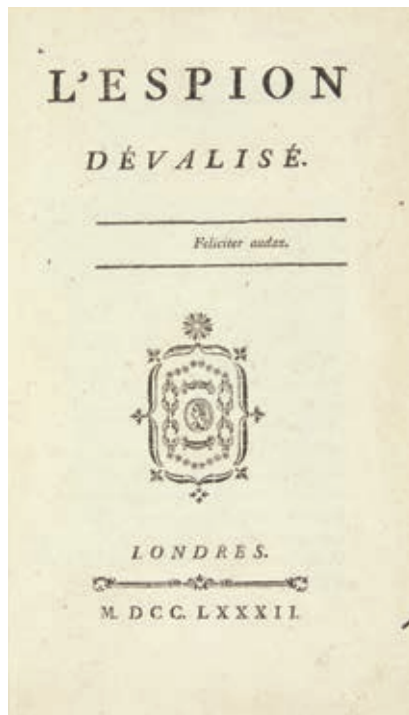 L'ESPION
DÉVALISÉ.
Feliciter audax.
LONDRES.
M. DCC. LXXXII.